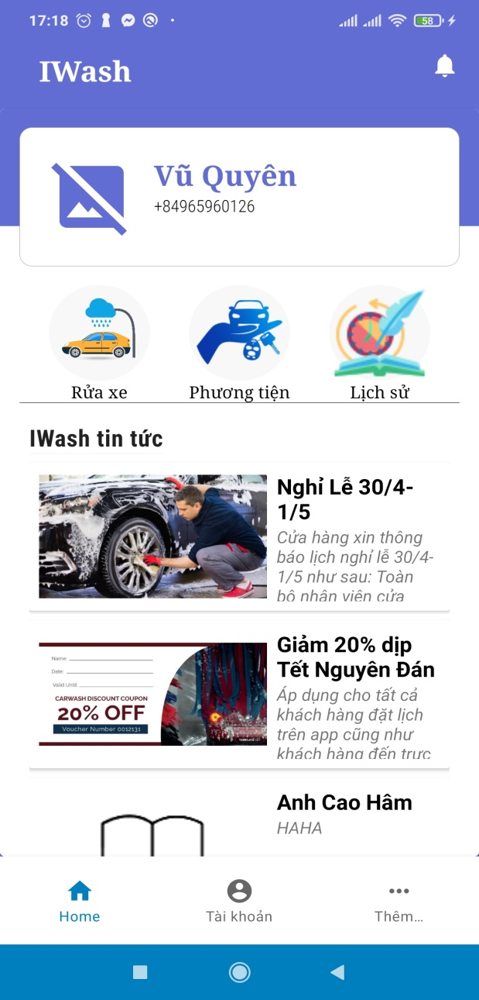 17:18
58
IWash
Vũ Quyên
+84965960126
Rửa xe
Phương tiện
Lịch sử
IWash tin tức
Nghỉ Lễ 30/4-
1/5
Cửa hàng xin thông
báo lịch nghỉ lễ 30/4-
1/5 như sau: Toàn
bộ nhân viên cửa
Name:
Date:
Valid Until:
CARWASH DISCOUNT COUPON
20% OFF
Voucher Number 0012131
Giảm 20% dịp
Tết Nguyên Đán
Áp dụng cho tất cả
khách hàng đặt lịch
trên app cũng như
khách hàng đến trực
Anh Cao Hâm
HAHA
Home
Tài khoản
Thêm...